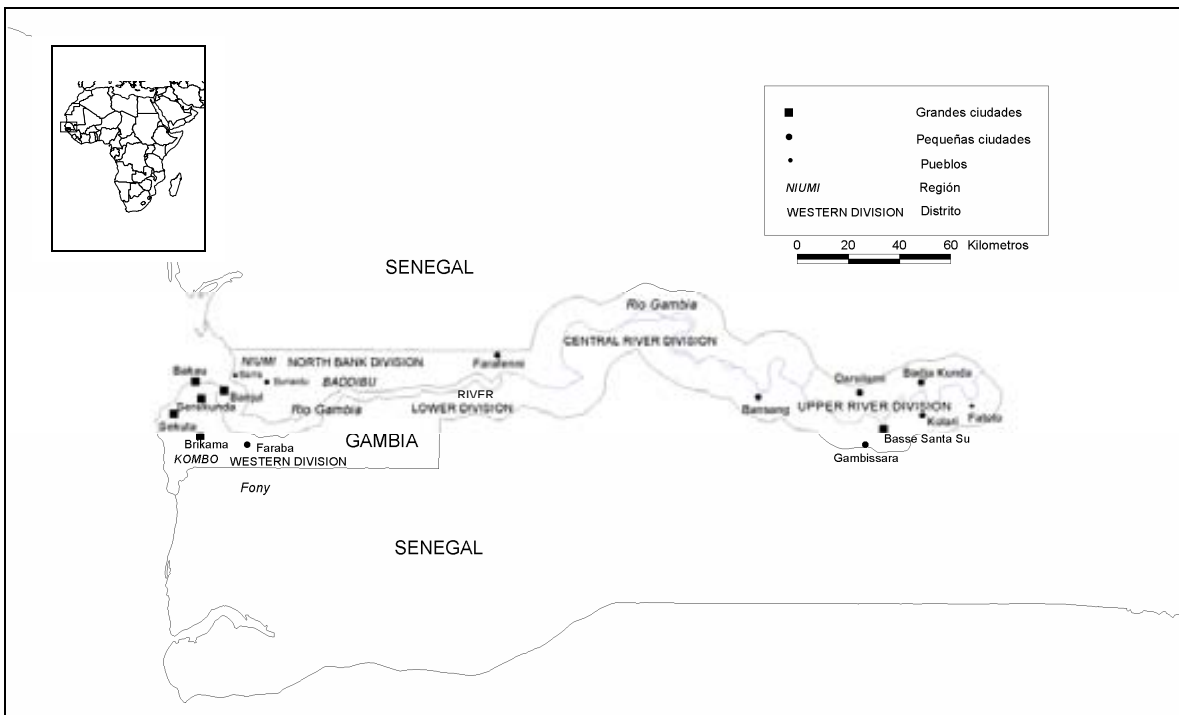 Grandes ciudades
Pequeñas ciudades
Pueblos
NIUMI Región
WESTERN DIVISION Distrito
0 20 40 60 Kilometros
SENEGAL
Rio Gambia
CENTRAL RIVER DIVISION
NIUMI NORTH BANK DIVISION
Farafenni
Bakau
Barra
BADDIBU
Badja Kunda
Banjul
RIVER
Serekunda
Rio Gambia
LOWER DIVISION
Bansang
UPPER RIVER DIVISION
Fatoto
Sekuta
Kolari
Brikama
Faraba
GAMBIA
Basse Santa Su
KOMBO
WESTERN DIVISION
Gambissara
Fony
SENEGAL